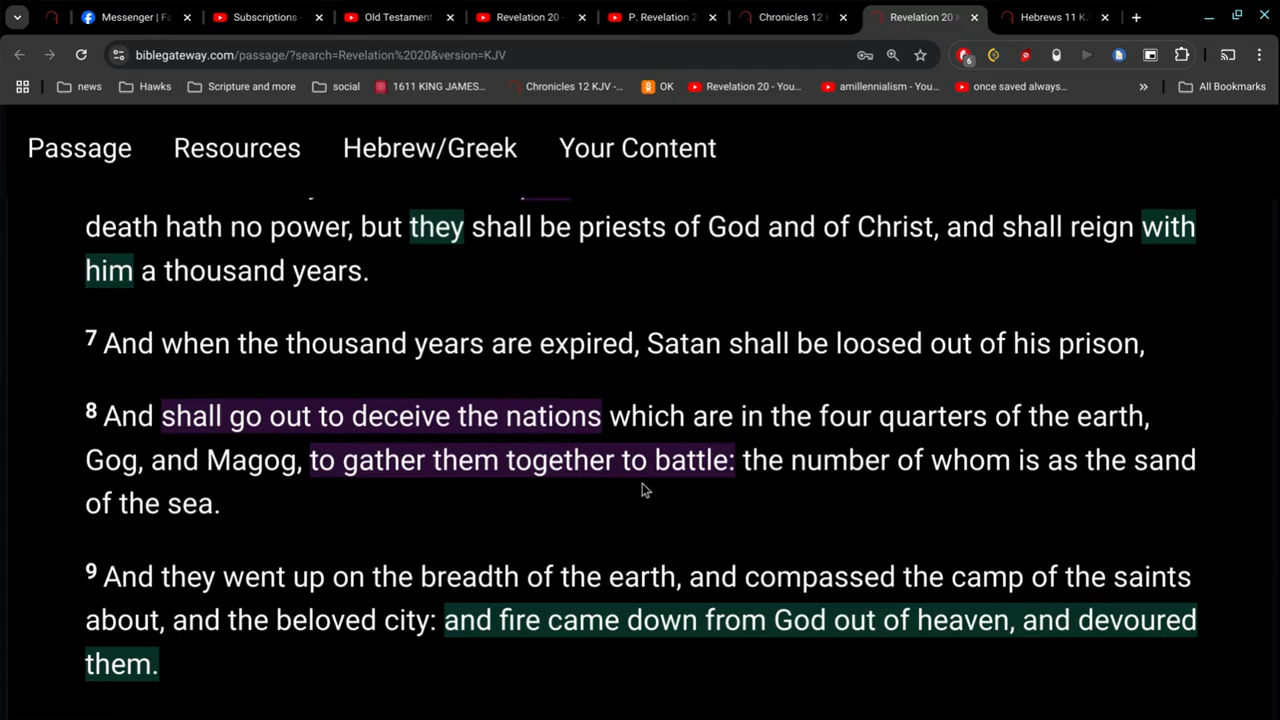 Messenger | Fa
Subscriptions -
Old Testament
Revelation 20 -
P. Revelation 2
Chronicles 12 K
Revelation 20 K
Hebrews 11 KJ
biblegateway.com/passage/?search=Revelation%2020&version=KJV
6
news
Hawks
Scripture and more
social
1611 KING JAMES...
Chronicles 12 KJV -...
OK
Revelation 20 - You...
amillennialism - You...
once saved always...
All Bookmarks
Passage
Resources
Hebrew/Greek
Your Content
death hath no power, but they shall be priests of God and of Christ, and shall reign with
him a thousand years.
7 And when the thousand years are expired, Satan shall be loosed out of his prison,
8 And shall go out to deceive the nations which are in the four quarters of the earth,
Gog, and Magog, to gather them together to battle: the number of whom is as the sand
of the sea.
9 And they went up on the breadth of the earth, and compassed the camp of the saints
about, and the beloved city: and fire came down from God out of heaven, and devoured
them.